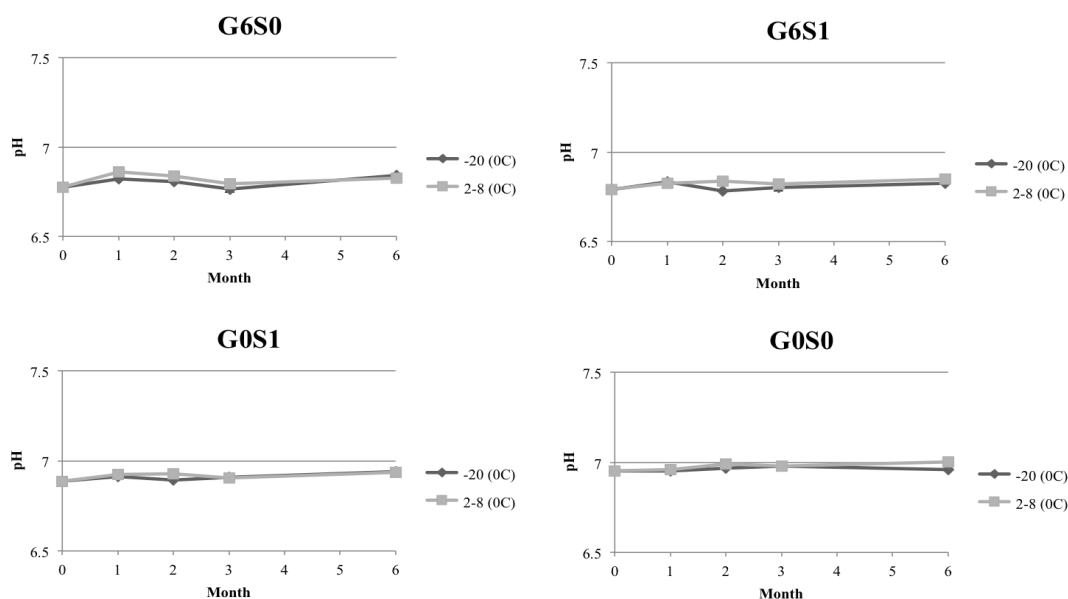 G6S0
7.5
7
6.5
pH
0 1 2 3 4 5 6
Month
-20 (0C)
2-8 (0C)
G6S1
7.5
7
6.5
pH
0 1 2 3 4 5 6
Month
-20 (0C)
2-8 (0C)
G0S1
7.5
7
6.5
pH
0 1 2 3 4 5 6
Month
-20 (0C)
2-8 (0C)
G0S0
7.5
7
6.5
pH
0 1 2 3 4 5 6
Month
-20 (0C)
2-8 (0C)